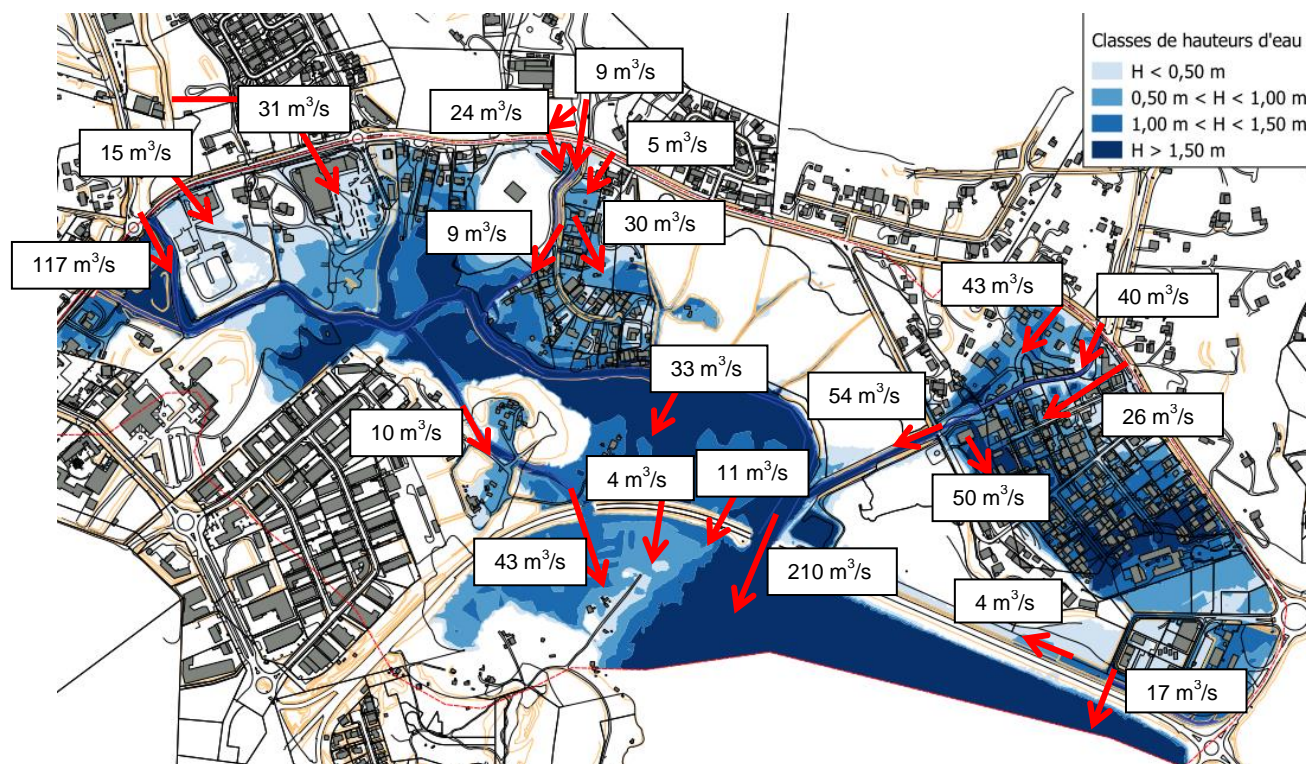 Classes de hauteurs d'eau
H < 0,50 m
0,50 m < H < 1,00 m
1,00 m < H < 1,50 m
H > 1,50 m
9 m³/s
31 m³/s
24 m³/s
15 m³/s
5 m³/s
9 m³/s
30 m³/s
117 m³/s
43 m³/s
40 m³/s
33 m³/s
54 m³/s
10 m³/s
26 m³/s
4 m³/s
11 m³/s
50 m³/s
43 m³/s
210 m³/s
4 m³/s
17 m³/s